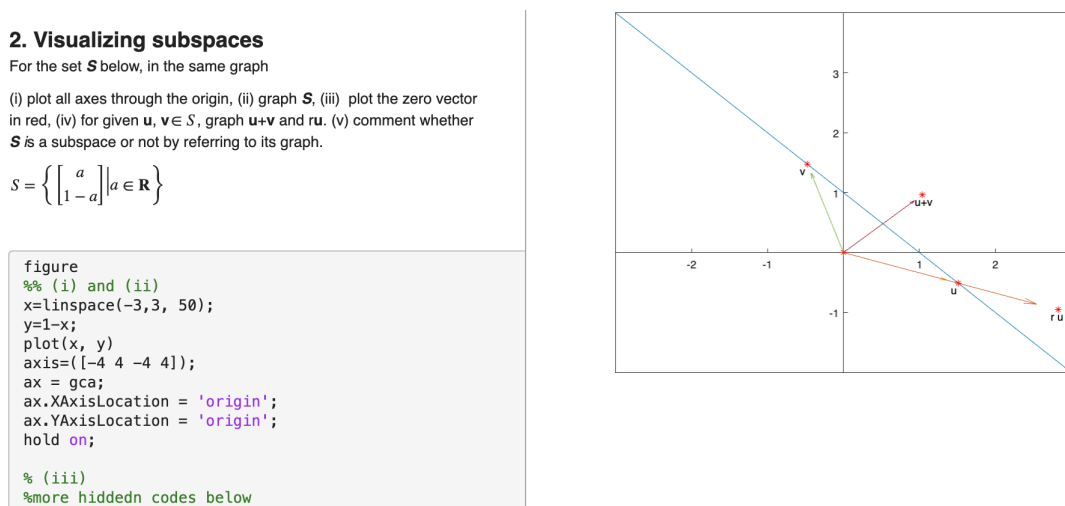 2. Visualizing subspaces
For the set S below, in the same graph
(i) plot all axes through the origin, (ii) graph S, (iii) plot the zero vector
in red, (iv) for given u, v∈ S, graph u+v and ru. (v) comment whether
S is a subspace or not by referring to its graph.
S = { [ a
1 − a ] | a ∈ R }
figure
%% (i) and (ii)
x=linspace(-3,3, 50);
y=1-x;
plot(x, y)
axis=([-4 4 -4 4]);
ax = gca;
ax.XAxisLocation = 'origin';
ax.YAxisLocation = 'origin';
hold on;
% (iii)
%more hiddedn codes below
3
2
v
1
u+v
-2 -1 1 2
u
-1
r u